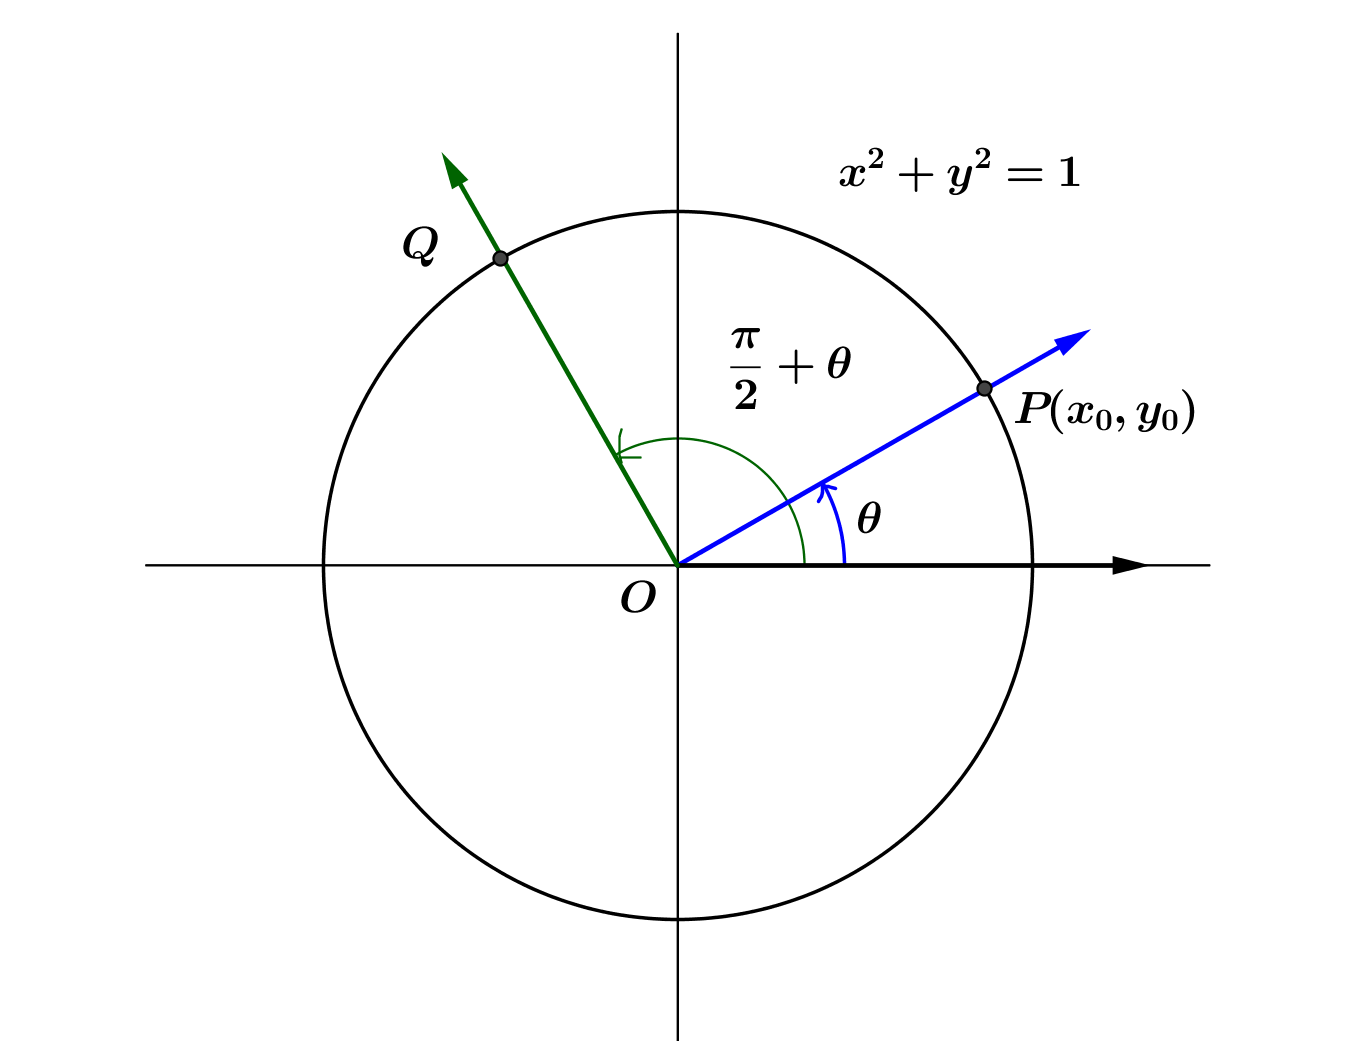 x² + y² = 1
Q
π/2 + θ
P(x₀, y₀)
θ
O